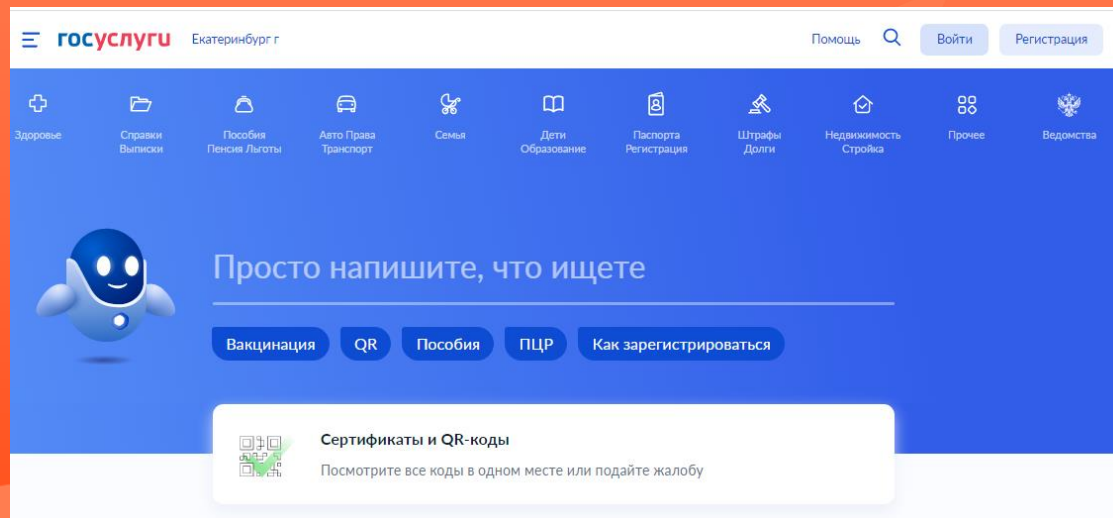 госуслуги Екатеринбург г Помощь Войти Регистрация
Здоровье
Справки
Выписки
Пособия
Пенсия Льготы
Авто Права
Транспорт
Семья
Дети
Образование
Паспорта
Регистрация
Штрафы
Долги
Недвижимость
Стройка
Прочее
Ведомства
Просто напишите, что ищете
Вакцинация QR Пособия ПЦР Как зарегистрироваться
Сертификаты и QR-коды
Посмотрите все коды в одном месте или подайте жалобу